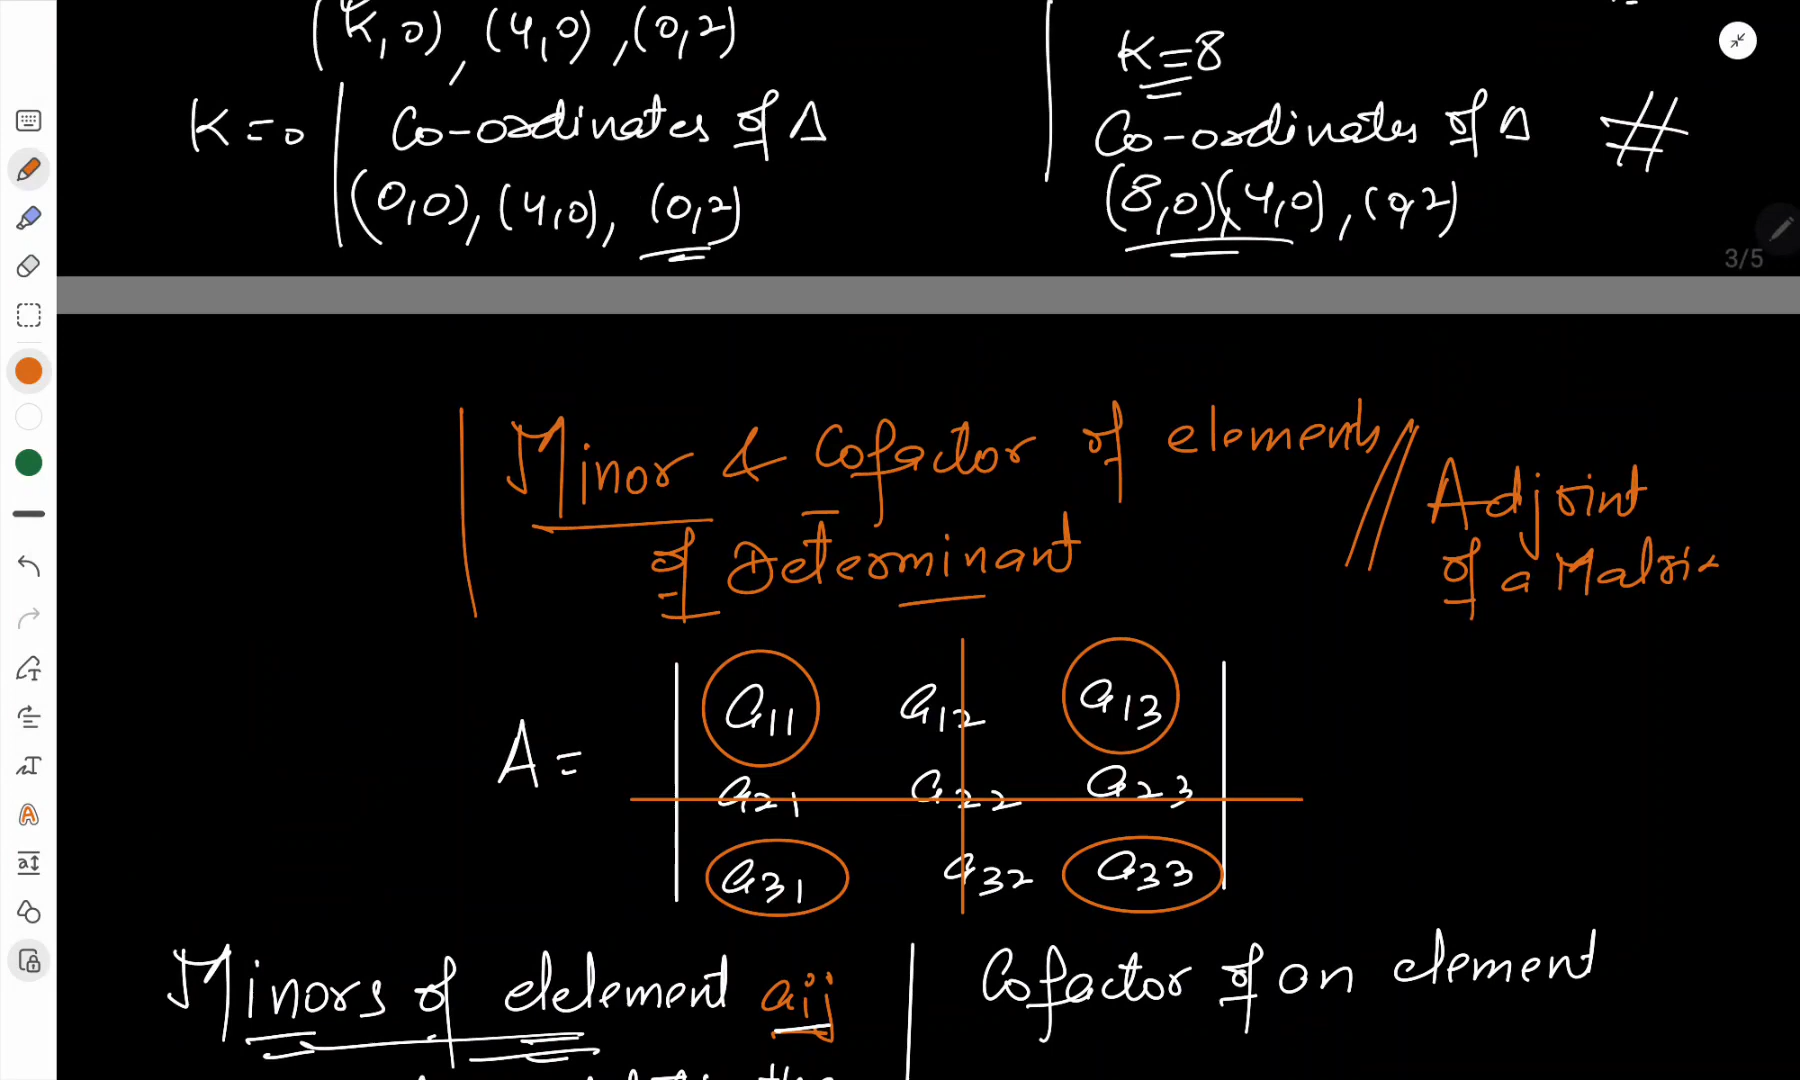 (K,0), (4,0), (0,2)
K=0 | Co-ordinates of Δ
(0,0), (4,0), (0,2)
K=8
Co-ordinates of Δ #
(8,0)(4,0), (0,2)
3/5
Minor & Cofactor of elements
of Determinant
Adjoint
of a Matrix
a11 a12 a13
A =
a21 a22 a23
a31 a32 a33
Minors of elelement aij
Cofactor of an element